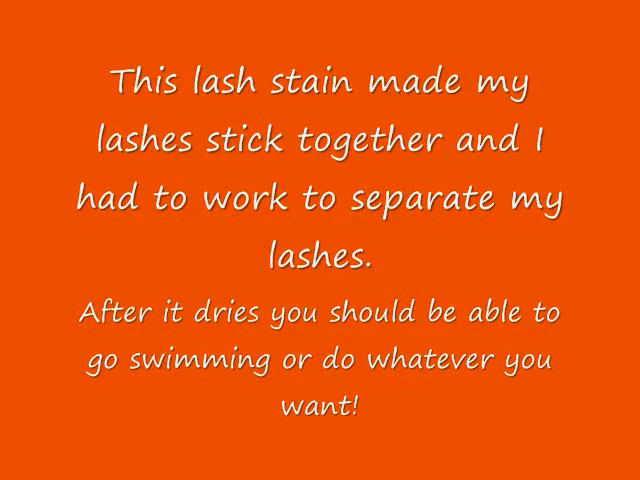 This lash stain made my
lashes stick together and I
had to work to separate my
lashes.
After it dries you should be able to
go swimming or do whatever you
want!